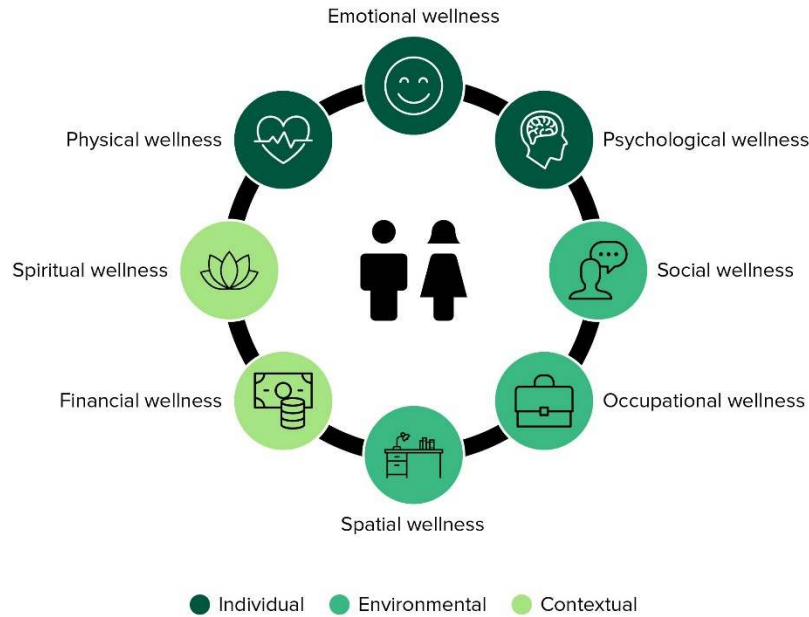 Emotional wellness
Physical wellness
Psychological wellness
Spiritual wellness
Social wellness
Financial wellness
Occupational wellness
Spatial wellness
Individual
Environmental
Contextual